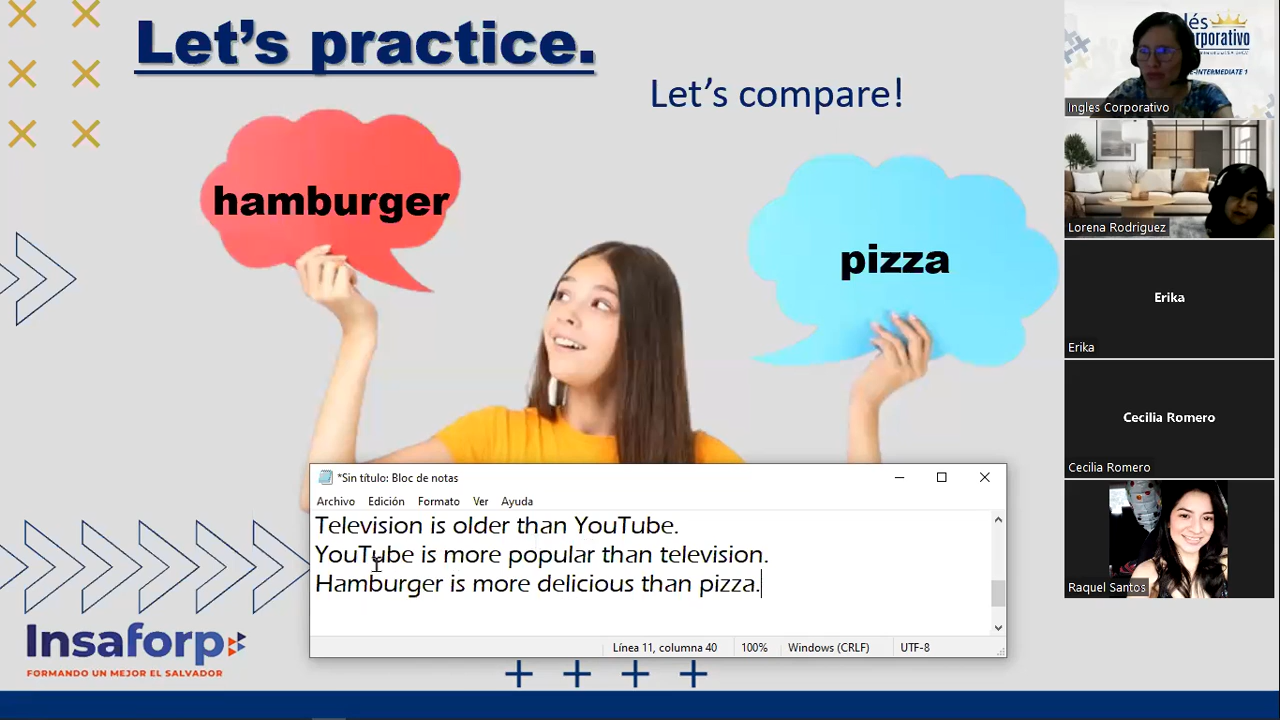 Let's practice.
Let's compare!
hamburger
pizza
*Sin título: Bloc de notas
Archivo Edición Formato Ver Ayuda
Television is older than YouTube.
YouTube is more popular than television.
Hamburger is more delicious than pizza.
Línea 11, columna 40 100% Windows (CRLF) UTF-8
Insaforp
FORMANDO UN MEJOR EL SALVADOR
Ingles Corporativo
Lorena Rodriguez
Erika
Erika
Cecilia Romero
Cecilia Romero
Raquel Santos